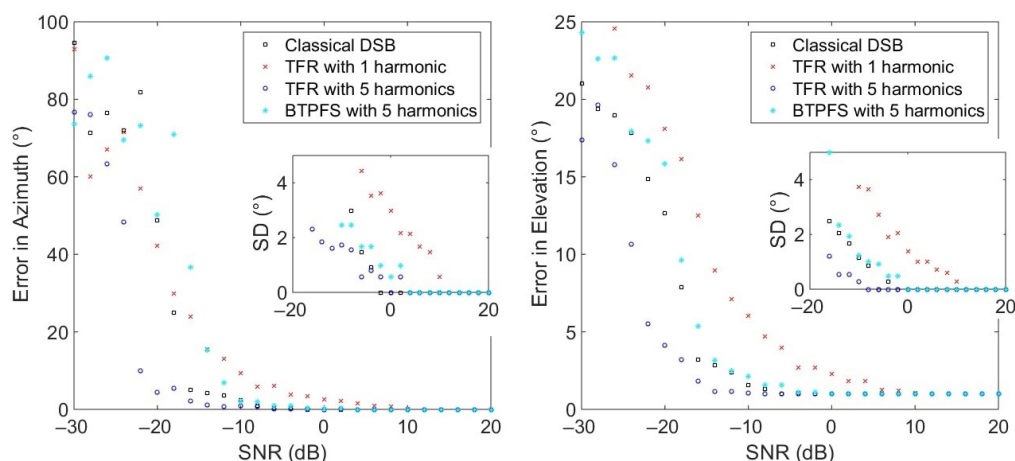 100
80
60
40
20
0
Error in Azimuth (°)
Classical DSB
TFR with 1 harmonic
TFR with 5 harmonics
BTPFS with 5 harmonics
4
2
0
SD (°)
–20
0
20
–30
–20
–10
0
10
20
SNR (dB)
25
20
15
10
5
0
Error in Elevation (°)
Classical DSB
TFR with 1 harmonic
TFR with 5 harmonics
BTPFS with 5 harmonics
4
2
0
SD (°)
–20
0
20
–30
–20
–10
0
10
20
SNR (dB)